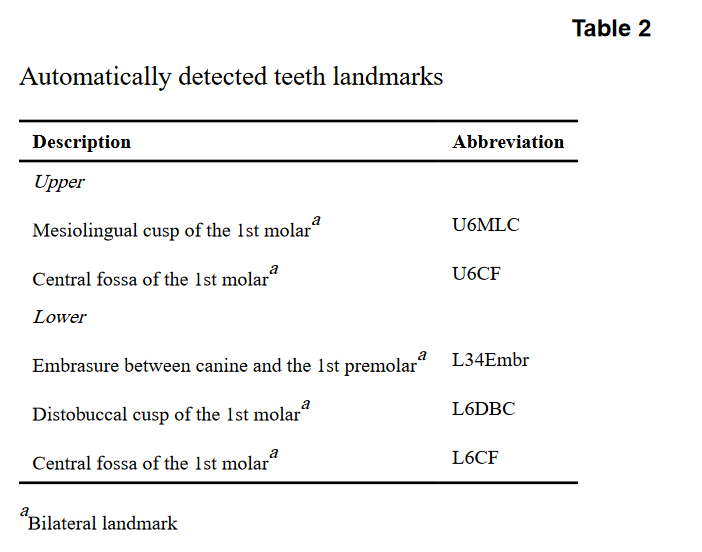 Table 2
Automatically detected teeth landmarks
Description Abbreviation
Upper
Mesiolingual cusp of the 1st molar^a U6MLC
Central fossa of the 1st molar^a U6CF
Lower
Embrasure between canine and the 1st premolar^a L34Embr
Distobuccal cusp of the 1st molar^a L6DBC
Central fossa of the 1st molar^a L6CF
^aBilateral landmark